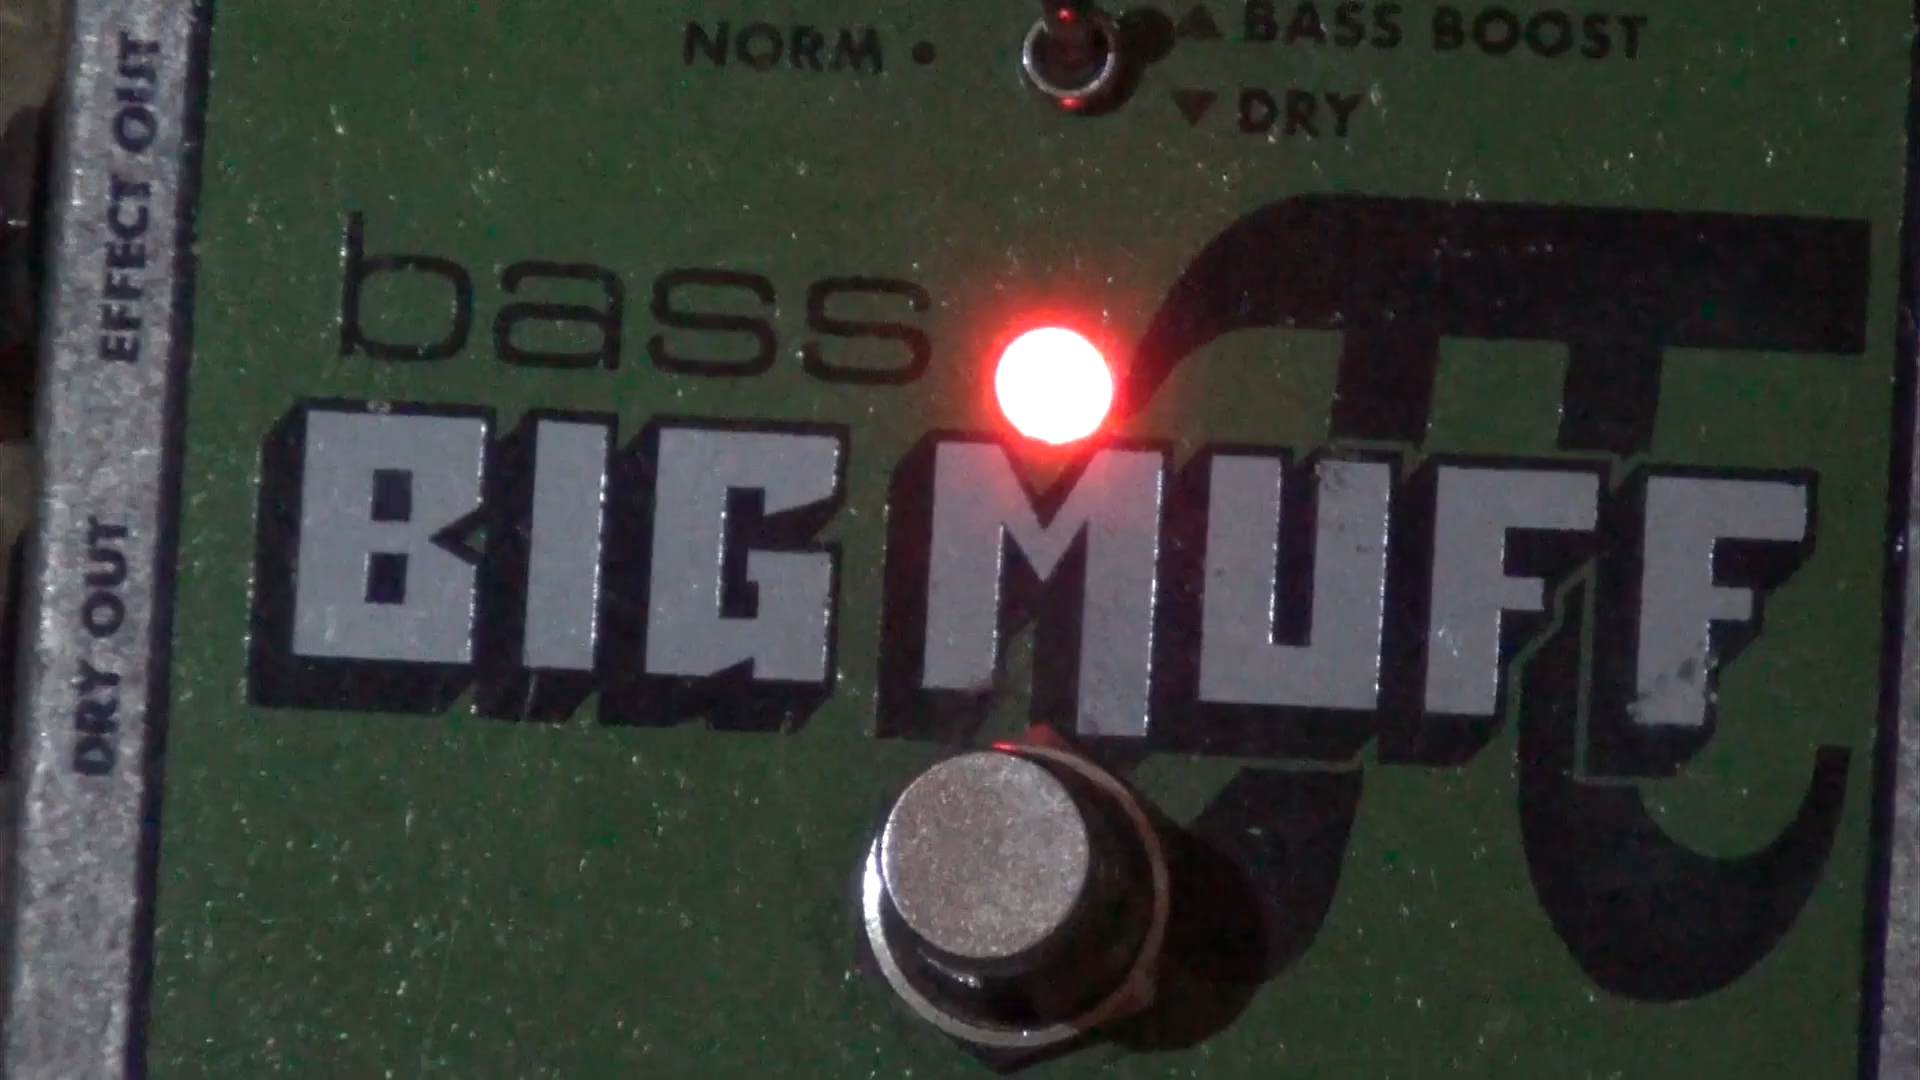 NORM •
▲ BASS BOOST
▼ DRY
EFFECT OUT
DRY OUT
bass
BIG MUFF
π